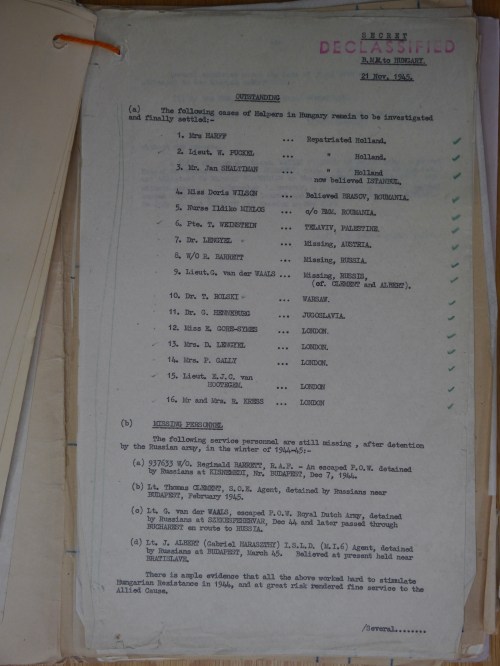 SECRET
DECLASSIFIED
B.M.M. to HUNGARY.
21 Nov. 1945.
OUTSTANDING
(a) The following cases of Helpers in Hungary remain to be investigated
and finally settled:-
1. Mrs HARFF ... Repatriated Holland.
2. Lieut. W. PUCKEL ... " Holland.
3. Mr. Jan SHALTIMAN ... " Holland
now believed ISTANBUL.
4. Miss Doris WILSON ... Believed BRASOV, ROUMANIA.
5. Nurse Ildiko MIKLOS ... c/o BMM. ROUMANIA.
6. Pte. T. WEINSTEIN ... TELAVIV, PALESTINE.
7. Dr. LENGYEL ... Missing, AUSTRIA.
8. W/O R. BARRETT ... Missing, RUSSIA.
9. Lieut.G. van der WAALS ... Missing, RUSSIA,
(cf. CLEMENT and ALBERT).
10. Dr. T. HOLSKI ... WARSAW.
11. Dr. G. HENSBURG ... JUGOSLAVIA.
12. Miss E. GORE-SYMES ... LONDON.
13. Mrs. D. LENGYEL ... LONDON.
14. Mrs. P. GALLY ... LONDON.
15. Lieut. E.J.C. van
HOOTEGEM. ... LONDON
16. Mr and Mrs. B. KEESS ... LONDON
(b) MISSING PERSONNEL
The following service personnel are still missing, after detention
by the Russian army, in the winter of 1944-45:-
(a) 937633 W/O. Reginald BARRETT, R.A.F. - An escaped P.O.W. detained
by Russians at Nr. BUDAPEST, Dec 7, 1944.
(b) Lt. Thomas CLEMENT, S.O.E. Agent, detained by Russians near
BUDAPEST, February 1945.
(c) Lt. G. van der WAALS, escaped P.O.W. Royal Dutch Army, detained
by Russians at SZEKESFEHERVAR, Dec 44 and later passed through
BUCHAREST en route to RUSSIA.
(d) Lt. J. ALBERT (Gabriel HARASZTHY) I.S.L.D. (M.I.6) Agent, detained
by Russians at BUDAPEST, March 45. Believed at present held near
BRATISLAVE.
There is ample evidence that all the above worked hard to stimulate
Hungarian Resistance in 1944, and at great risk rendered fine service to the
Allied Cause.
/Several........